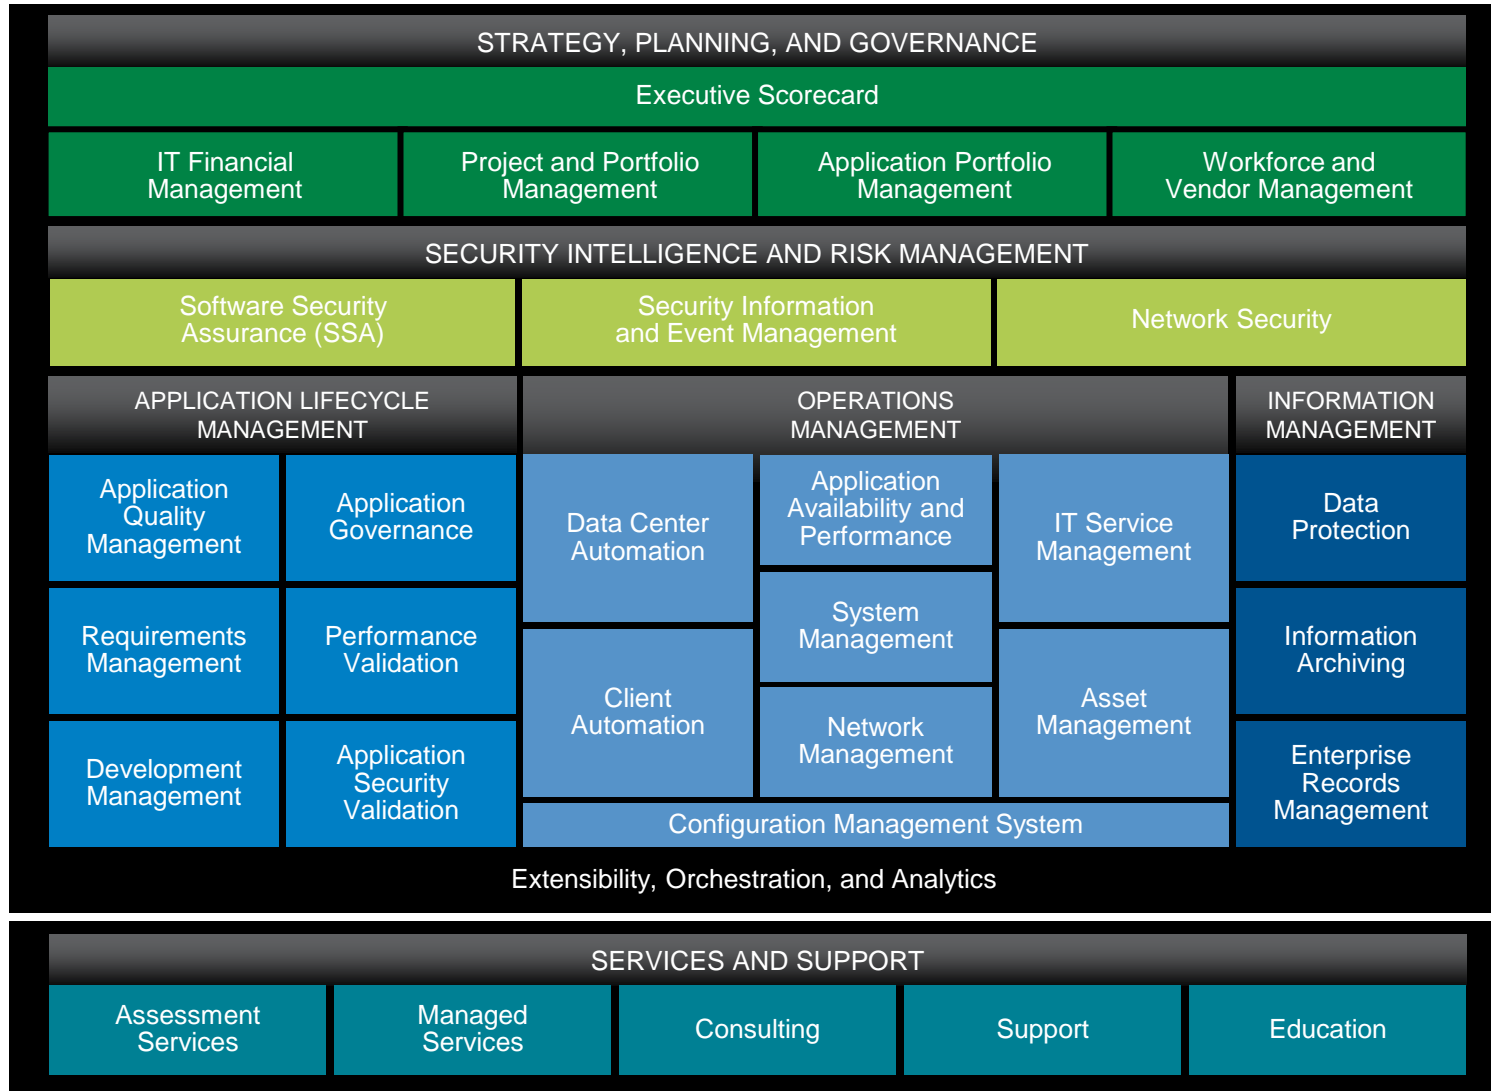 STRATEGY, PLANNING, AND GOVERNANCE
Executive Scorecard
IT Financial
Management
Project and Portfolio
Management
Application Portfolio
Management
Workforce and
Vendor Management
SECURITY INTELLIGENCE AND RISK MANAGEMENT
Software Security
Assurance (SSA)
Security Information
and Event Management
Network Security
APPLICATION LIFECYCLE
MANAGEMENT
Application
Quality
Management
Application
Governance
Requirements
Management
Performance
Validation
Development
Management
Application
Security
Validation
OPERATIONS
MANAGEMENT
Data Center
Automation
Client
Automation
Application
Availability and
Performance
System
Management
Network
Management
IT Service
Management
Asset
Management
Configuration Management System
INFORMATION
MANAGEMENT
Data
Protection
Information
Archiving
Enterprise
Records
Management
Extensibility, Orchestration, and Analytics
SERVICES AND SUPPORT
Assessment
Services
Managed
Services
Consulting
Support
Education